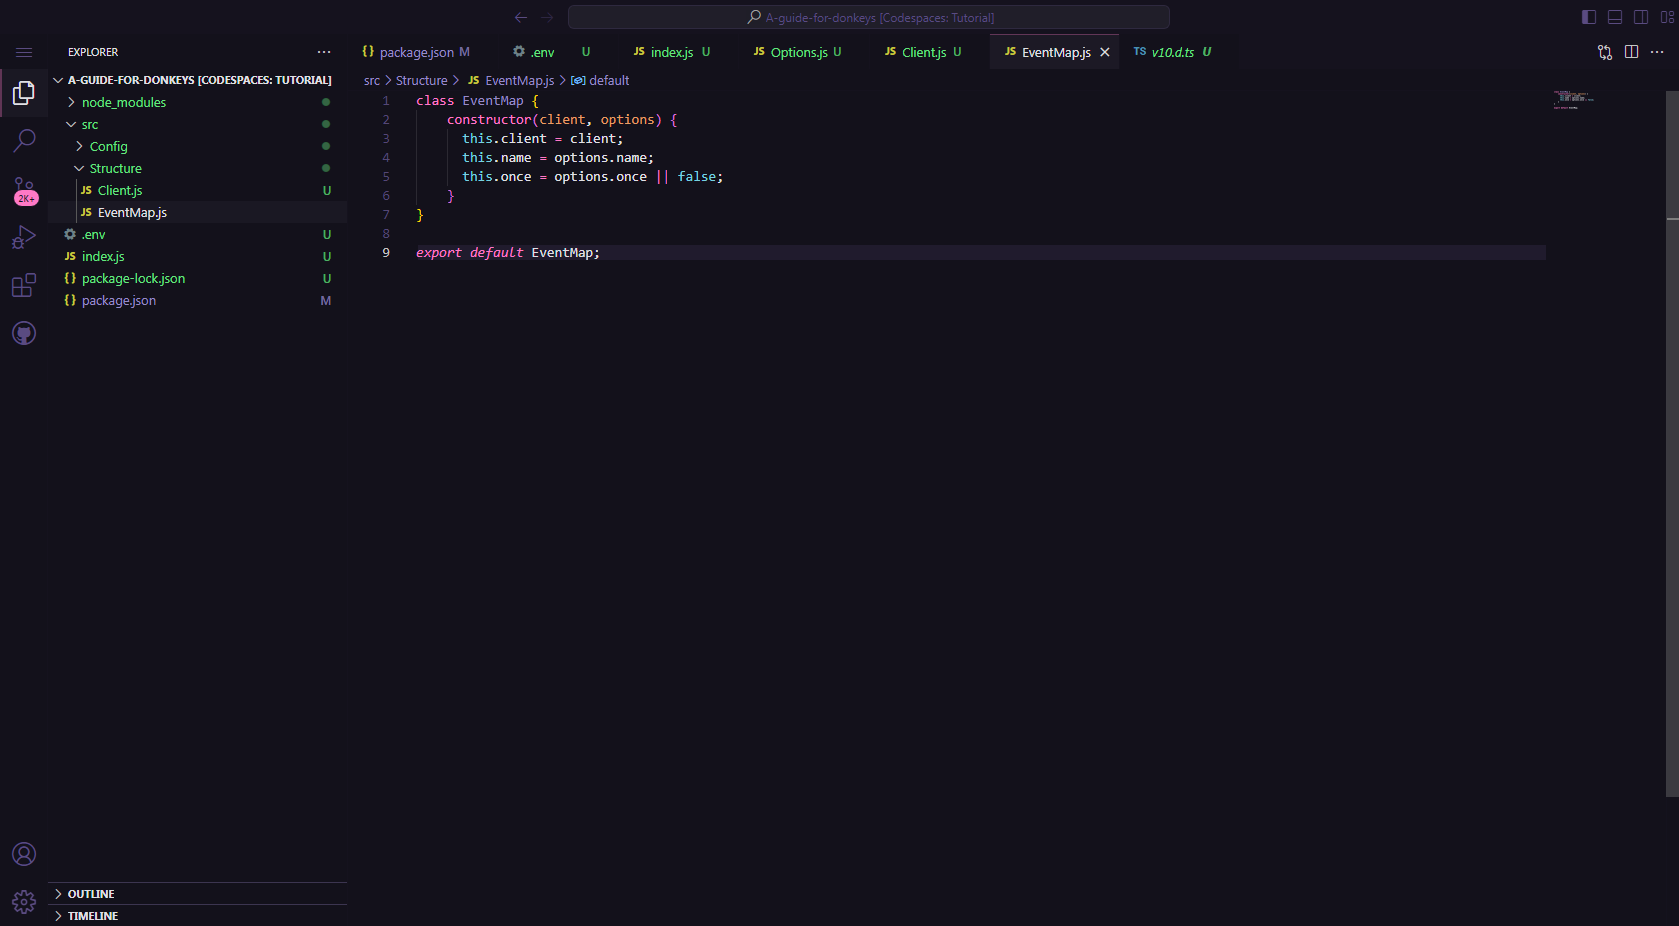 A-guide-for-donkeys [Codespaces: Tutorial]
EXPLORER
{} package.json M
.env U
JS index.js U
JS Options.js U
JS Client.js U
JS EventMap.js
TS v10.d.ts U
A-GUIDE-FOR-DONKEYS [CODESPACES: TUTORIAL]
node_modules
src
Config
Structure
JS Client.js U
JS EventMap.js
.env U
JS index.js U
{} package-lock.json U
{} package.json M
2K+
OUTLINE
TIMELINE
src > Structure > JS EventMap.js > default
1 class EventMap {
2 constructor(client, options) {
3 this.client = client;
4 this.name = options.name;
5 this.once = options.once || false;
6 }
7 }
8
9 export default EventMap;